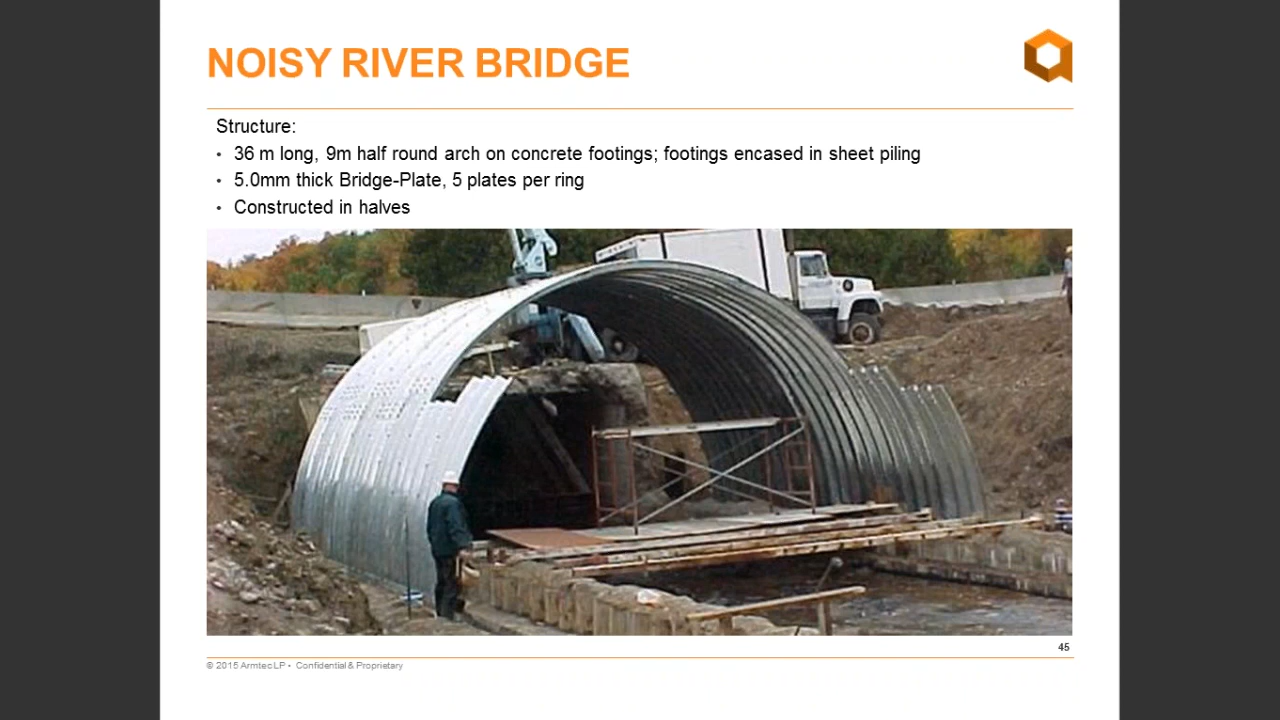 NOISY RIVER BRIDGE
Structure:
• 36 m long, 9m half round arch on concrete footings; footings encased in sheet piling
• 5.0mm thick Bridge-Plate, 5 plates per ring
• Constructed in halves
45
© 2015 Armtec LP • Confidential & Proprietary